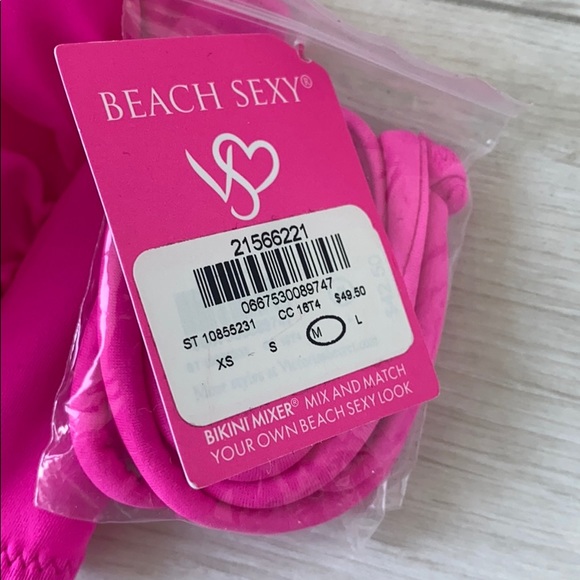 BEACH SEXY®
VS
21566221
0667530089747
ST 10855231 CC 16T4 $49.50
XS S M L
BIKINI MIXER® MIX AND MATCH
YOUR OWN BEACH SEXY LOOK